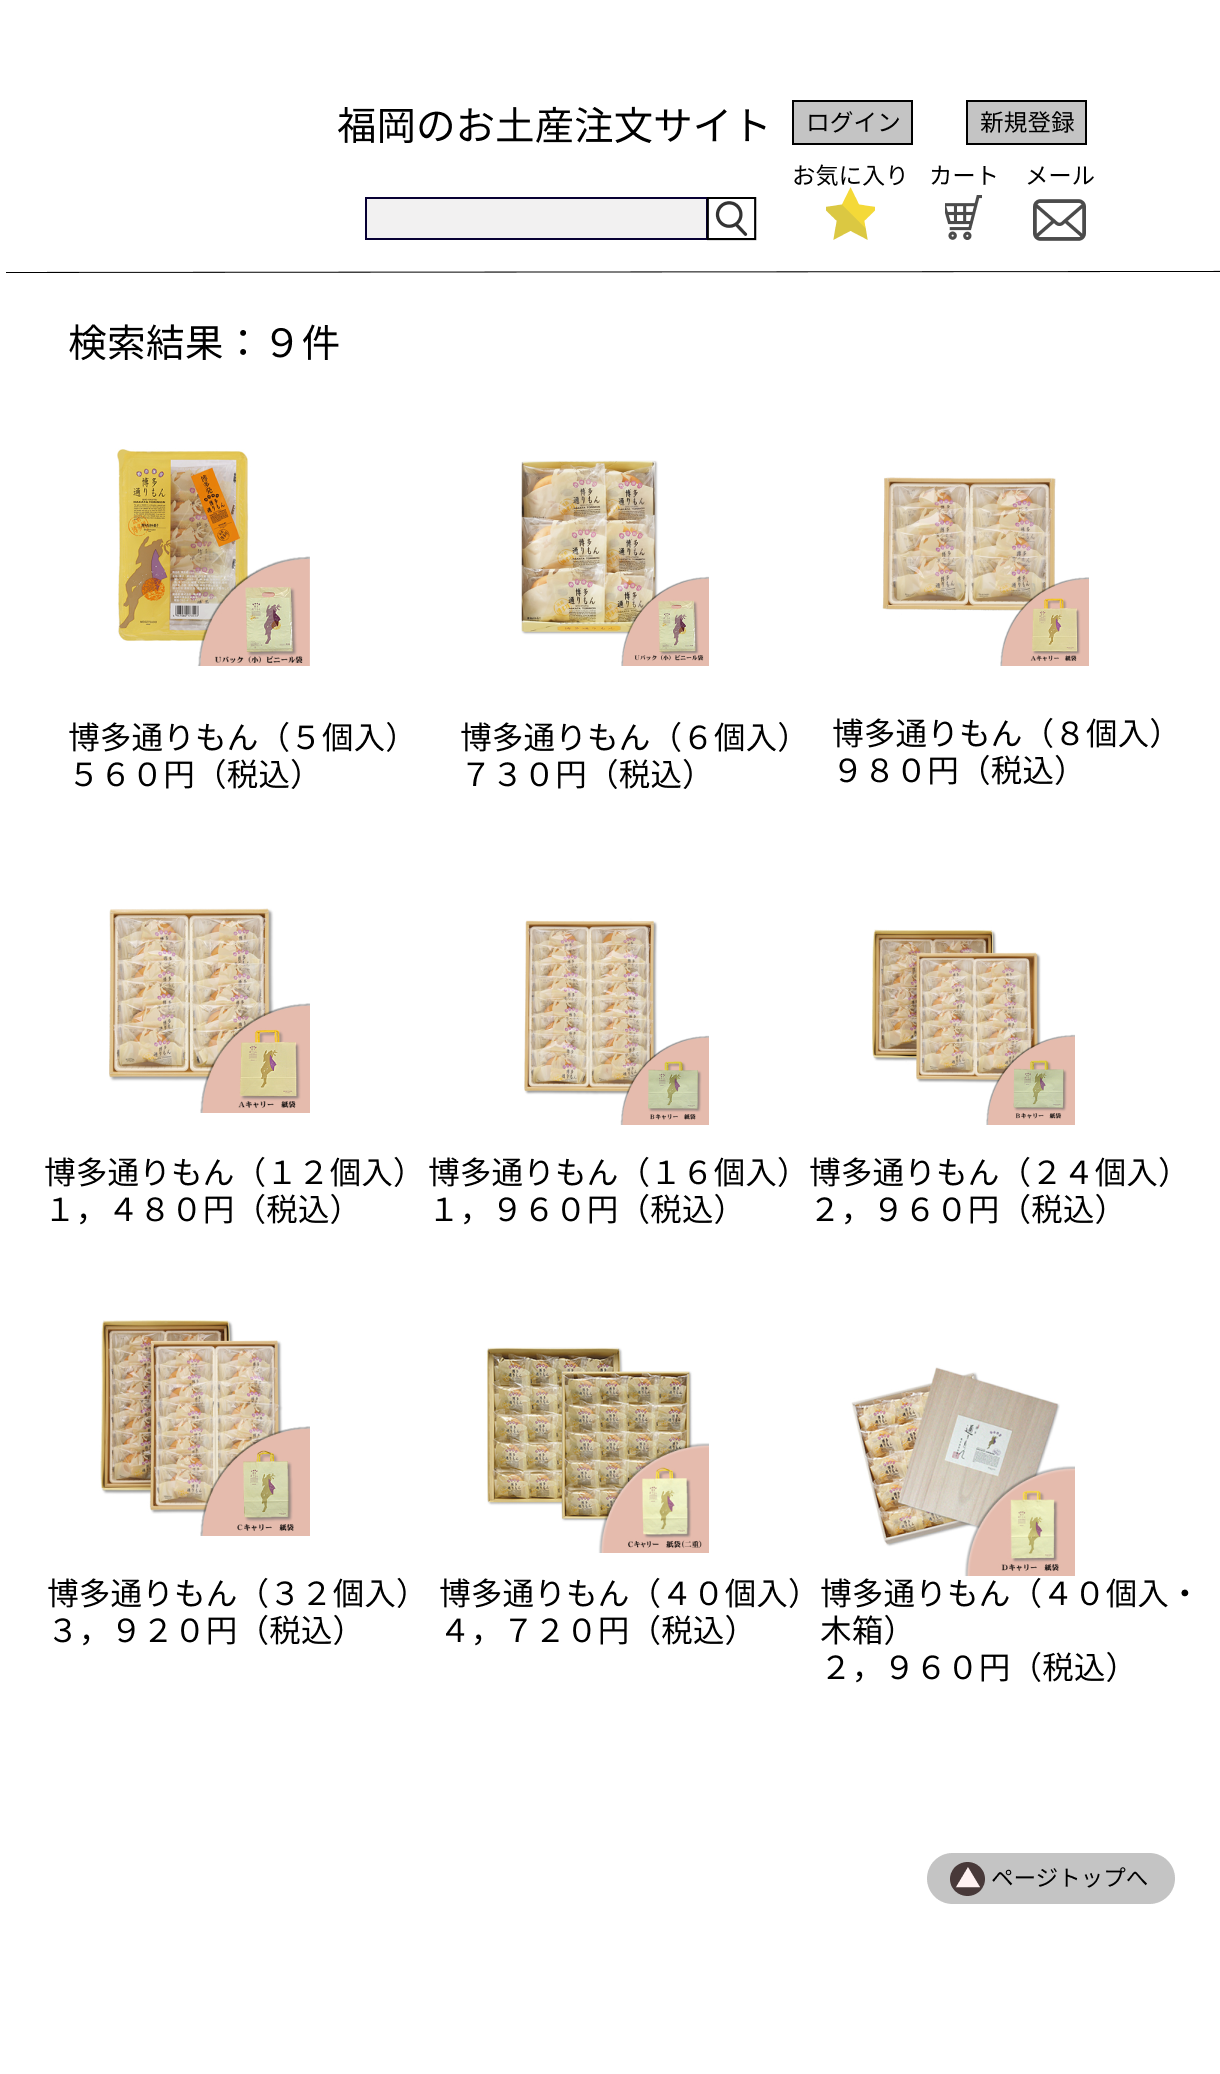 福岡のお土産注文サイト
ログイン
新規登録
お気に入り
カート
メール
検索結果：９件
博多
通りもん
博多
通りもん
Uパック（小）ビニール袋
Uパック（小）ビニール袋
Aキャリー　紙袋
博多通りもん（５個入）
５６０円（税込）
博多通りもん（６個入）
７３０円（税込）
博多通りもん（８個入）
９８０円（税込）
Aキャリー　紙袋
Bキャリー　紙袋
Bキャリー　紙袋
博多通りもん（１２個入）
１，４８０円（税込）
博多通りもん（１６個入）
１，９６０円（税込）
博多通りもん（２４個入）
２，９６０円（税込）
Cキャリー　紙袋
Cキャリー　紙袋（二重）
Dキャリー　紙袋
博多通りもん（３２個入）
３，９２０円（税込）
博多通りもん（４０個入）
４，７２０円（税込）
博多通りもん（４０個入・
木箱）
２，９６０円（税込）
ページトップへ